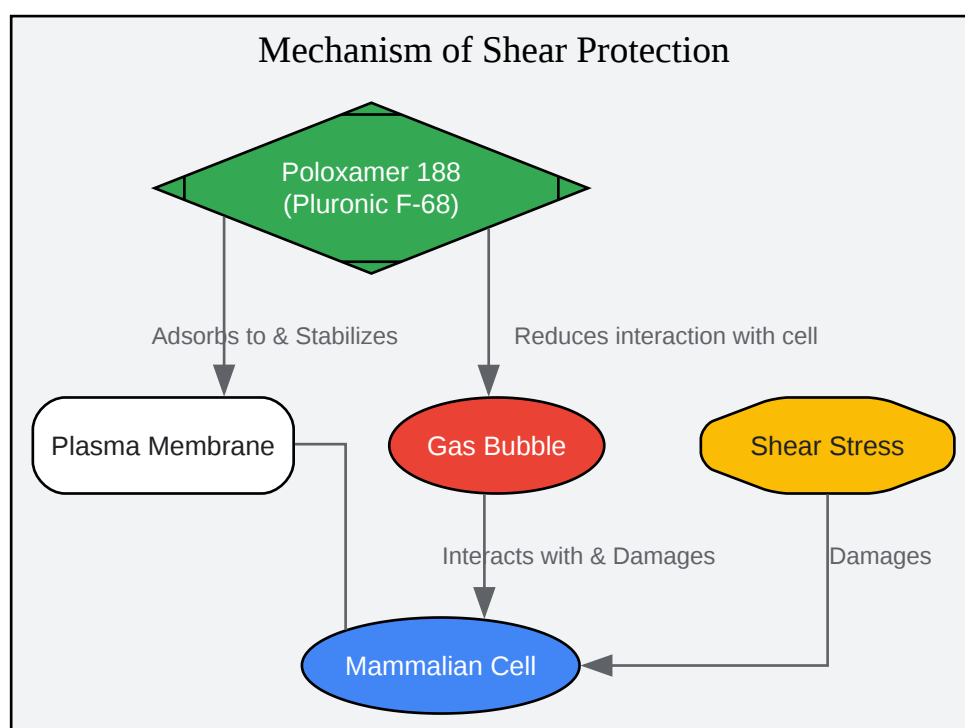 Mechanism of Shear Protection
Poloxamer 188
(Pluronic F-68)
Adsorbs to & Stabilizes
Reduces interaction with cell
Plasma Membrane
Gas Bubble
Shear Stress
Interacts with & Damages
Damages
Mammalian Cell